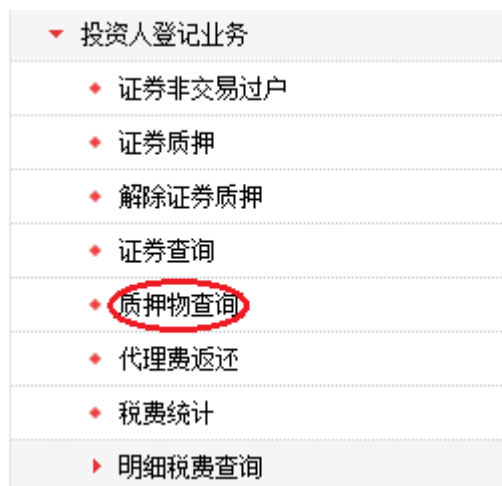 投资人登记业务
证券非交易过户
证券质押
解除证券质押
证券查询
质押物查询
代理费返还
税费统计
明细税费查询